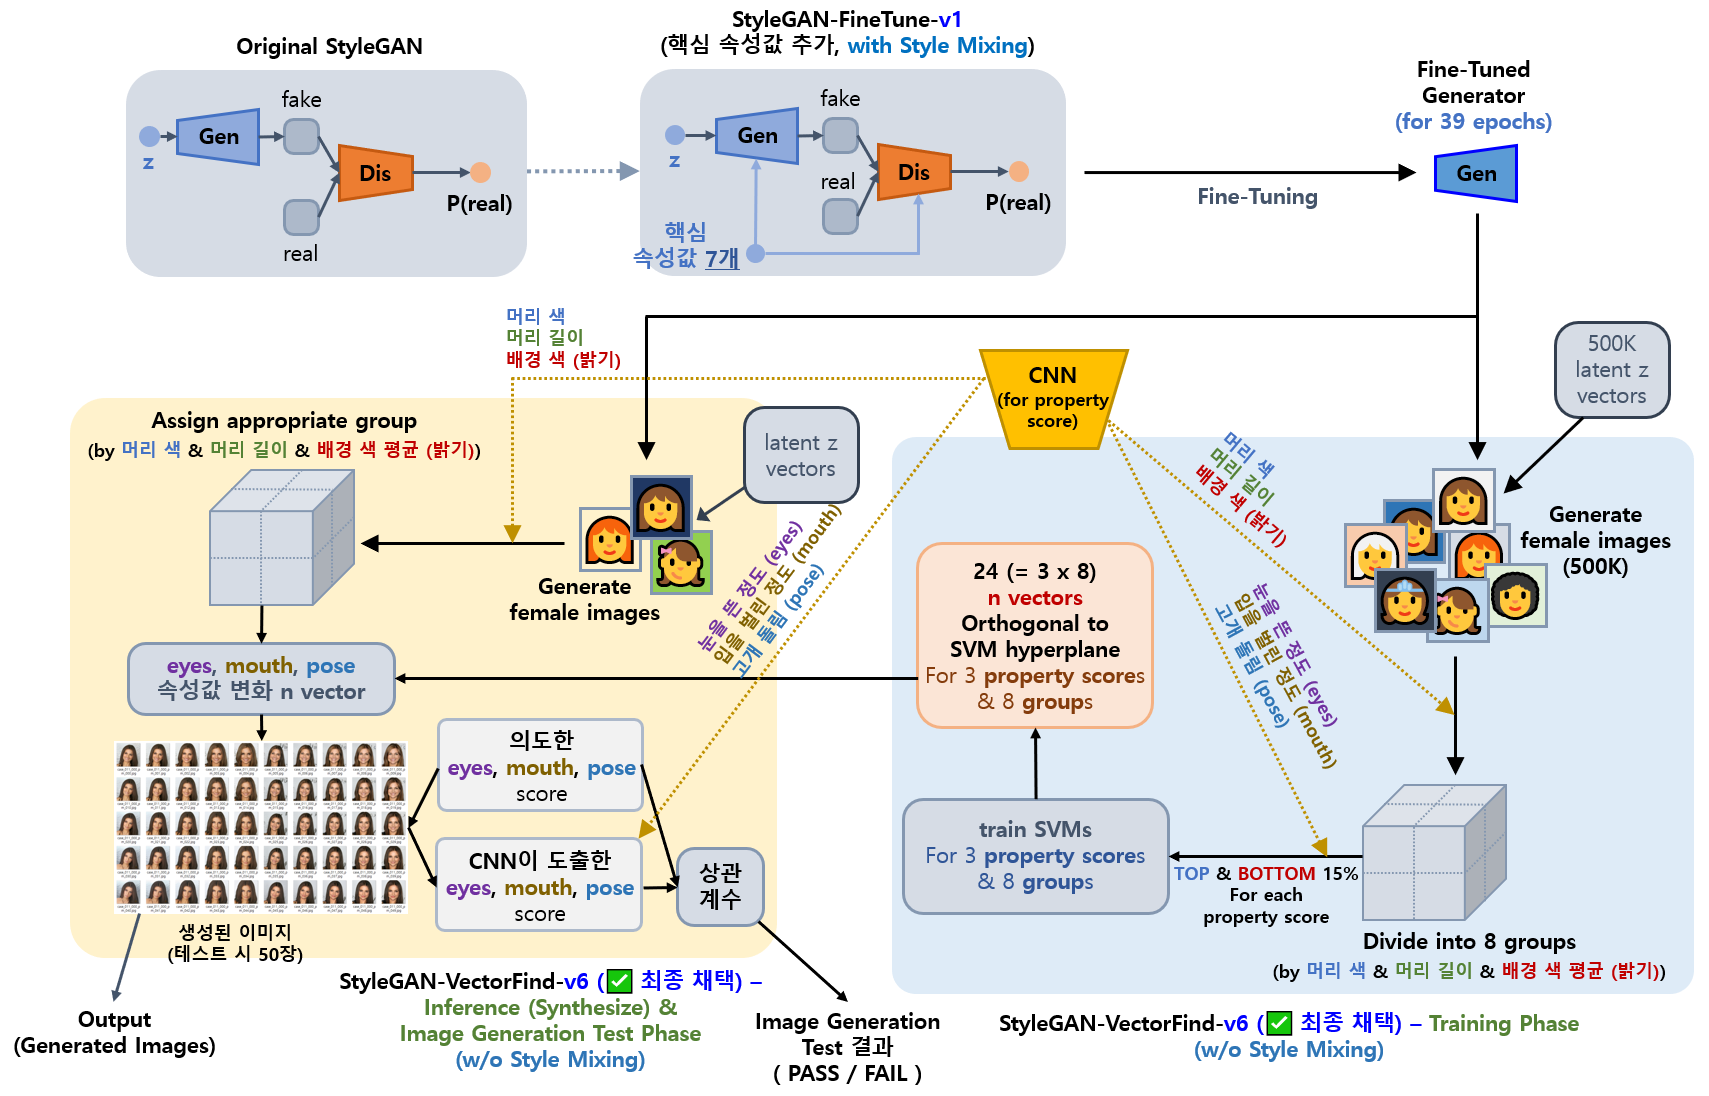 Original StyleGAN
fake
Gen
z
Dis
P(real)
real
StyleGAN-FineTune-v1
(핵심 속성값 추가, with Style Mixing)
fake
Gen
z
real
Dis
P(real)
핵심
속성값 7개
Fine-Tuning
Fine-Tuned
Generator
(for 39 epochs)
Gen
머리 색
머리 길이
배경 색 (밝기)
CNN
(for property
score)
500K
latent z
vectors
Assign appropriate group
(by 머리 색 & 머리 길이 & 배경 색 평균 (밝기))
latent z
vectors
Generate
female images
눈을 뜬 정도 (eyes)
입을 벌린 정도 (mouth)
고개 돌림 (pose)
머리 색
머리 길이
배경 색 (밝기)
Generate
female images
(500K)
눈을 뜬 정도 (eyes)
입을 벌린 정도 (mouth)
고개 돌림 (pose)
24 (= 3 x 8)
n vectors
Orthogonal to
SVM hyperplane
For 3 property scores
& 8 groups
eyes, mouth, pose
속성값 변화 n vector
의도한
eyes, mouth, pose
score
CNN이 도출한
eyes, mouth, pose
score
상관
계수
train SVMs
For 3 property scores
& 8 groups
TOP & BOTTOM 15%
For each
property score
Divide into 8 groups
(by 머리 색 & 머리 길이 & 배경 색 평균 (밝기))
생성된 이미지
(테스트 시 50장)
StyleGAN-VectorFind-v6 (✅ 최종 채택) –
Inference (Synthesize) &
Image Generation Test Phase
(w/o Style Mixing)
Output
(Generated Images)
Image Generation
Test 결과
( PASS / FAIL )
StyleGAN-VectorFind-v6 (✅ 최종 채택) – Training Phase
(w/o Style Mixing)